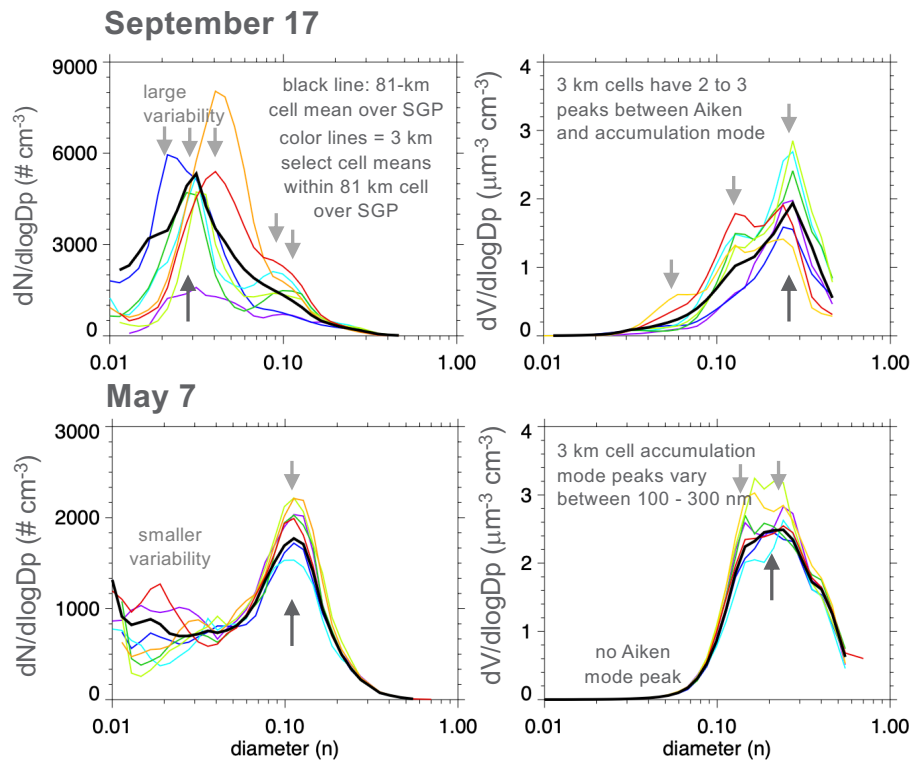 September 17
9000
6000
3000
0
0.01
0.10
1.00
dN/dlogDp (# cm-3)
large
variability
black line: 81-km
cell mean over SGP
color lines = 3 km
select cell means
within 81 km cell
over SGP
4
3
2
1
0
0.01
0.10
1.00
dV/dlogDp (μm-3 cm-3)
3 km cells have 2 to 3
peaks between Aiken
and accumulation mode
May 7
3000
2000
1000
0
0.01
0.10
1.00
dN/dlogDp (# cm-3)
smaller
variability
diameter (n)
4
3
2
1
0
0.01
0.10
1.00
dV/dlogDp (μm-3 cm-3)
3 km cell accumulation
mode peaks vary
between 100 - 300 nm
no Aiken
mode peak
diameter (n)